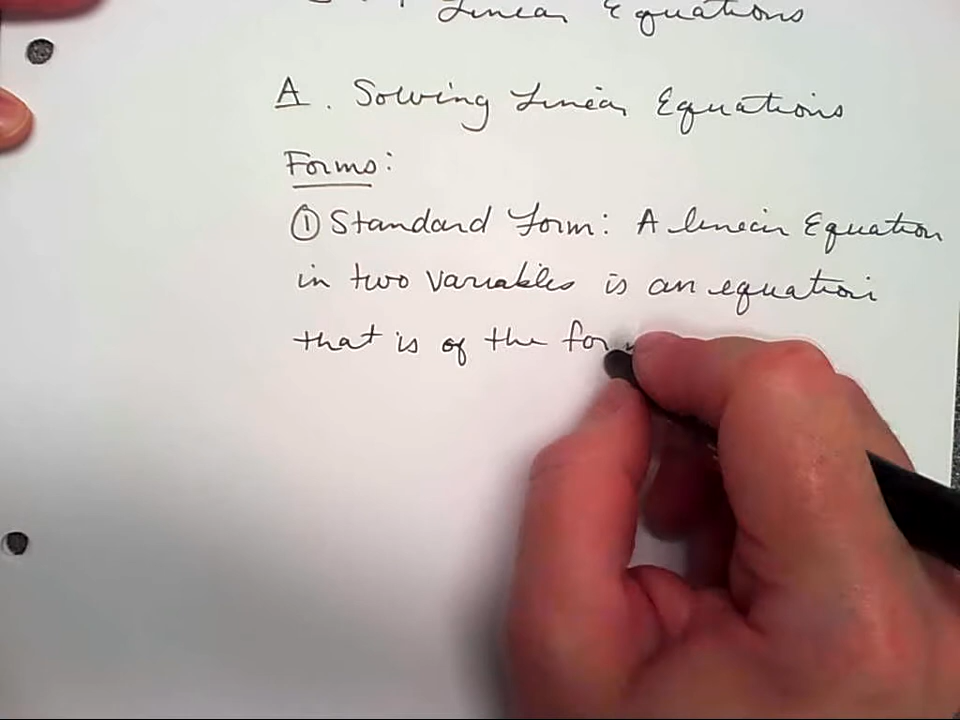 Linear Equations
A. Solving Linear Equations
Forms:
① Standard Form: A linear Equation
in two variables is an equation
that is of the for